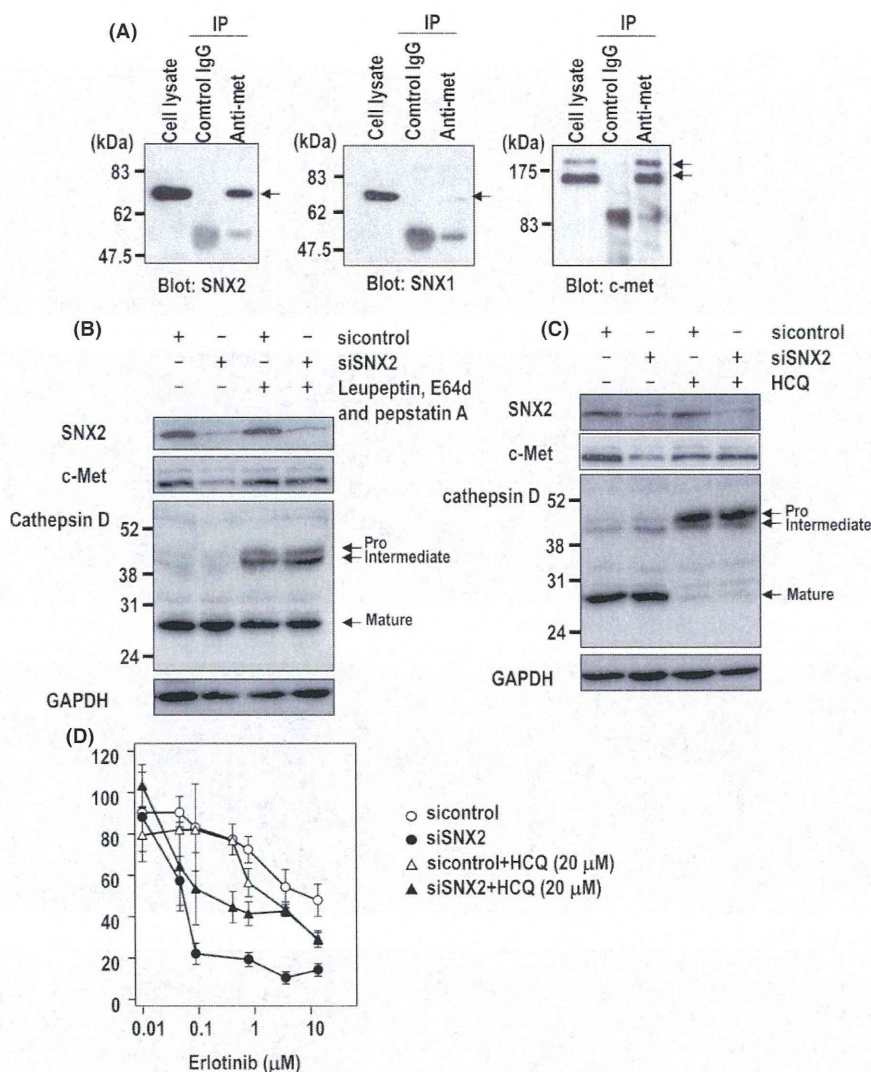 (A)
IP
Cell lysate
Comtrol IgG
Anti-met
(kDa)
83
62
47.5
Blot: SNX2
IP
Cell lysate
Control IgG
Anti-met
(kDa)
83
62
47.5
Blot: SNX1
IP
Cell lysate
Control IgG
Anti-met
(kDa)
175
83
Blot: c-met
(B)
+ − + − sicontrol
− + − + siSNX2
− − + + Leupeptin, E64d
and pepstatin A
SNX2
c-Met
Cathepsin D
52
38
31
24
Pro
Intermediate
Mature
GAPDH
(C)
+ − + − sicontrol
− + − + siSNX2
− − + + HCQ
SNX2
c-Met
cathepsin D
52
38
31
24
Pro
Intermediate
Mature
GAPDH
(D)
120
100
80
60
40
20
0
0.01 0.1 1 10
Erlotinib (μM)
sicontrol
siSNX2
sicontrol+HCQ (20 μM)
siSNX2+HCQ (20 μM)